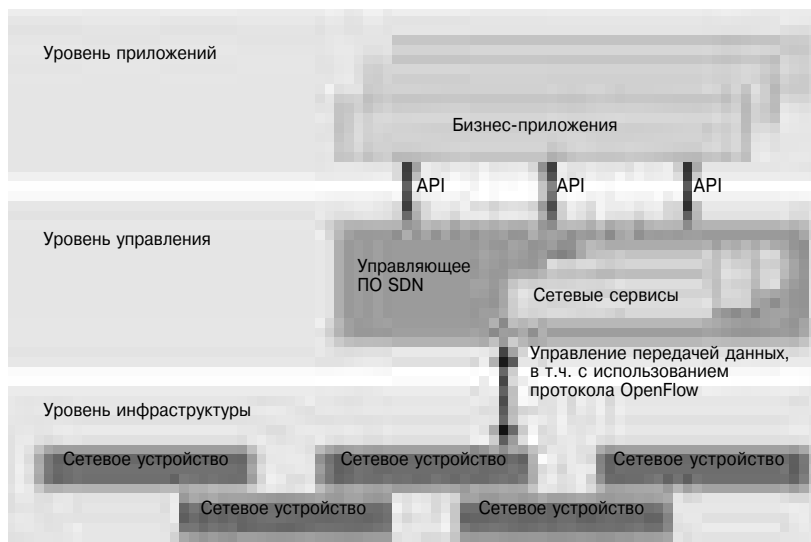 Уровень приложений
Бизнес-приложения
API API API
Уровень управления
Управляющее
ПО SDN
Сетевые сервисы
Управление передачей данных,
в т.ч. с использованием
протокола OpenFlow
Уровень инфраструктуры
Сетевое устройство Сетевое устройство Сетевое устройство
Сетевое устройство Сетевое устройство